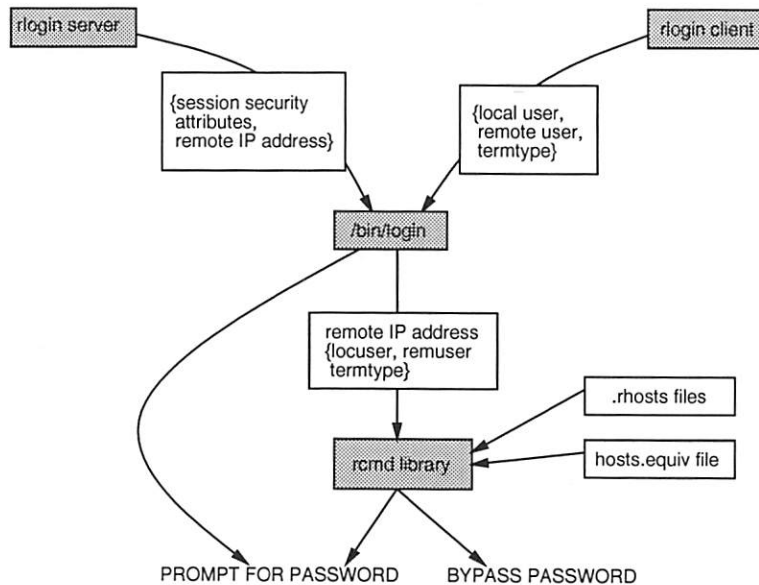 rlogin server
rlogin client
{session security
attributes,
remote IP address}
{local user,
remote user,
termtype}
/bin/login
remote IP address
{locuser, remuser
termtype}
.rhosts files
rcmd library
hosts.equiv file
PROMPT FOR PASSWORD
BYPASS PASSWORD